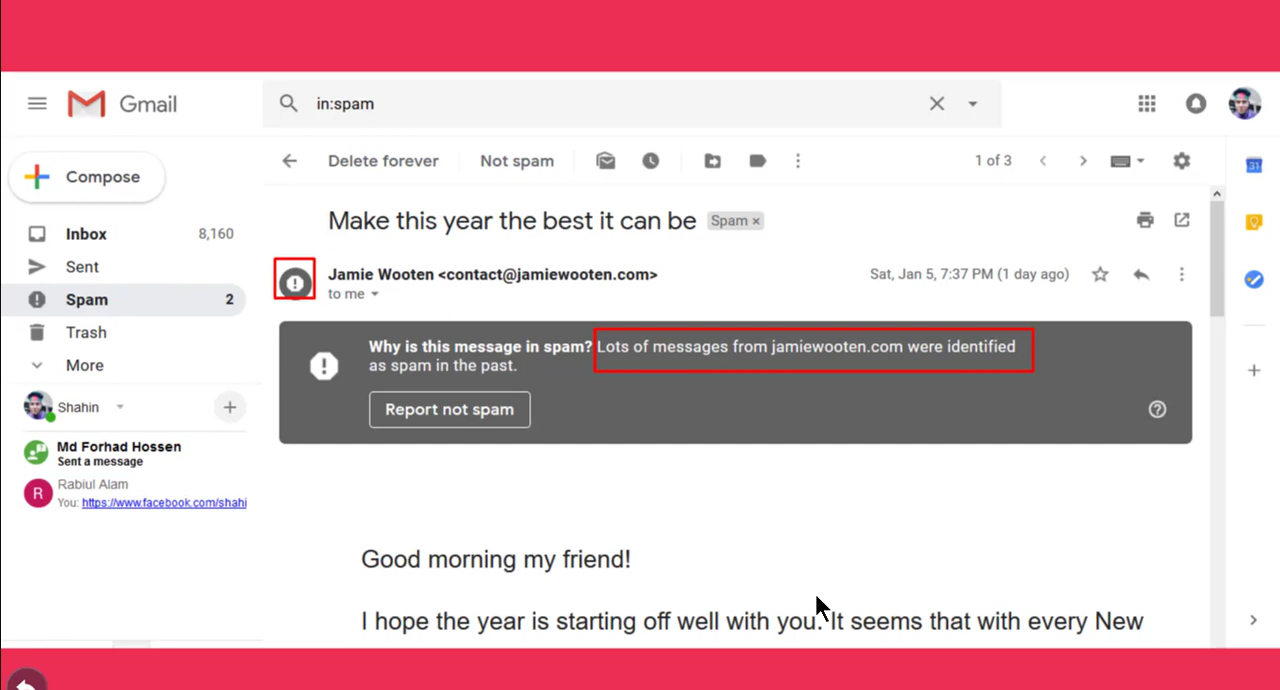 Gmail
in:spam
Compose
Delete forever
Not spam
1 of 3
Inbox 8,160
Sent
Spam 2
Trash
More
Shahin
Md Forhad Hossen
Sent a message
R
Rabiul Alam
You: https://www.facebook.com/shahi
Make this year the best it can be Spam ×
Jamie Wooten <contact@jamiewooten.com>
Sat, Jan 5, 7:37 PM (1 day ago)
to me
Why is this message in spam? Lots of messages from jamiewooten.com were identified
as spam in the past.
Report not spam
Good morning my friend!
I hope the year is starting off well with you. It seems that with every New
31